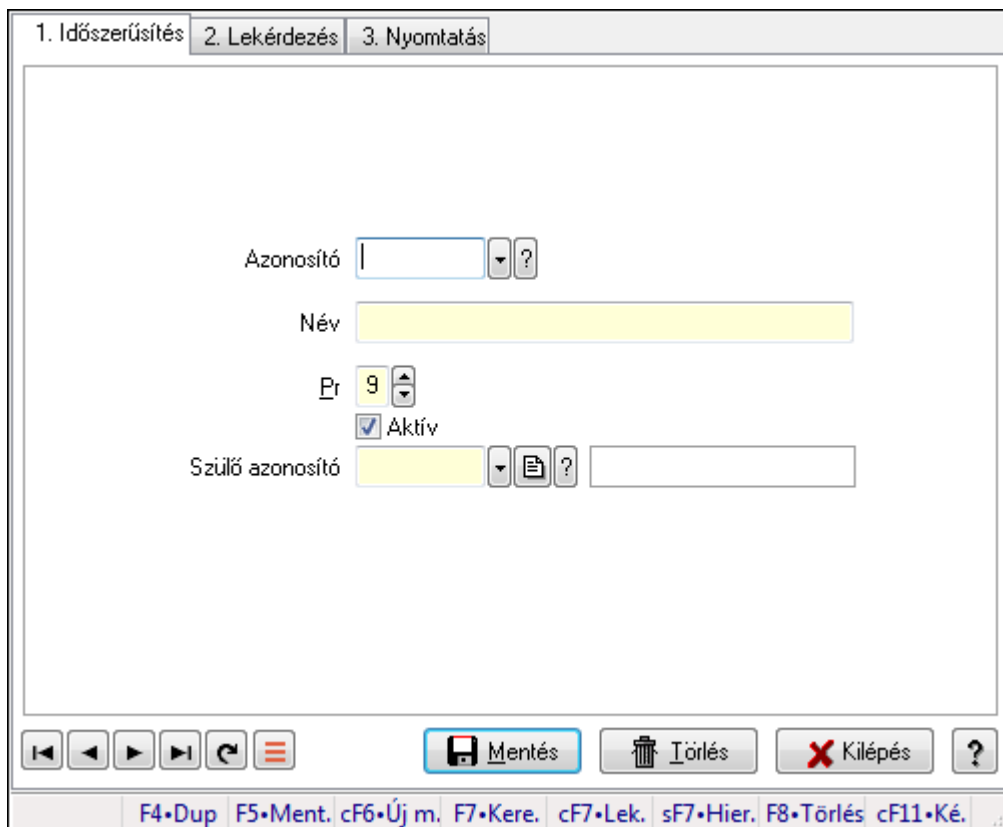 1. Időszerűsítés 2. Lekérdezés 3. Nyomtatás
Azonosító ?
Név
Pr 9
Aktív
Szülő azonosító ?
Mentés Törlés Kilépés ?
F4•Dup F5•Ment. cF6•Új m. F7•Kere. cF7•Lek. sF7•Hier. F8•Törlés cF11•Ké.